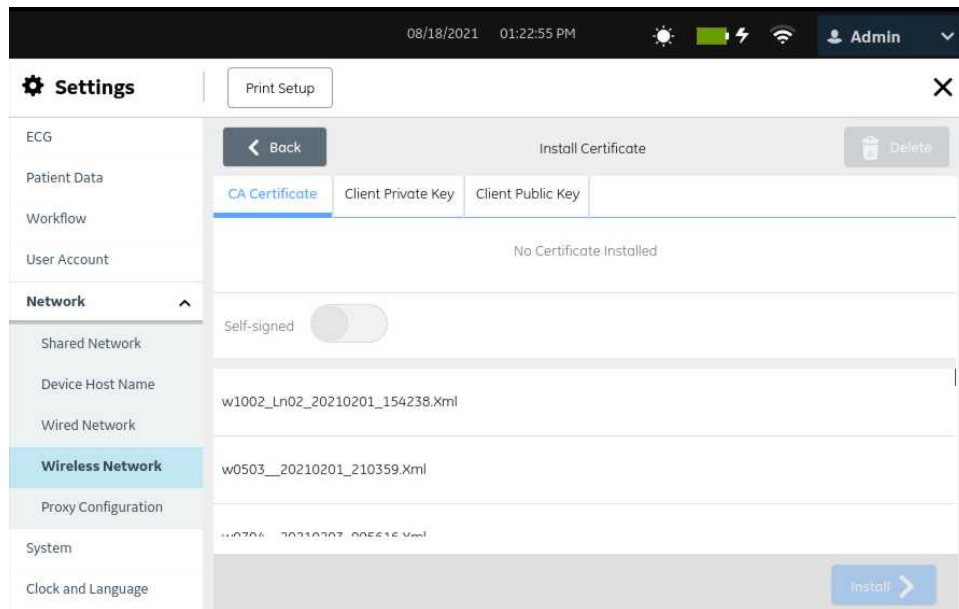 08/18/2021 01:22:55 PM Admin
Settings Print Setup
ECG
Patient Data
Workflow
User Account
Network
Shared Network
Device Host Name
Wired Network
Wireless Network
Proxy Configuration
System
Clock and Language
Back Install Certificate Delete
CA Certificate Client Private Key Client Public Key
No Certificate Installed
Self-signed
w1002_Ln02_20210201_154238.Xml
w0503__20210201_210359.Xml
Install